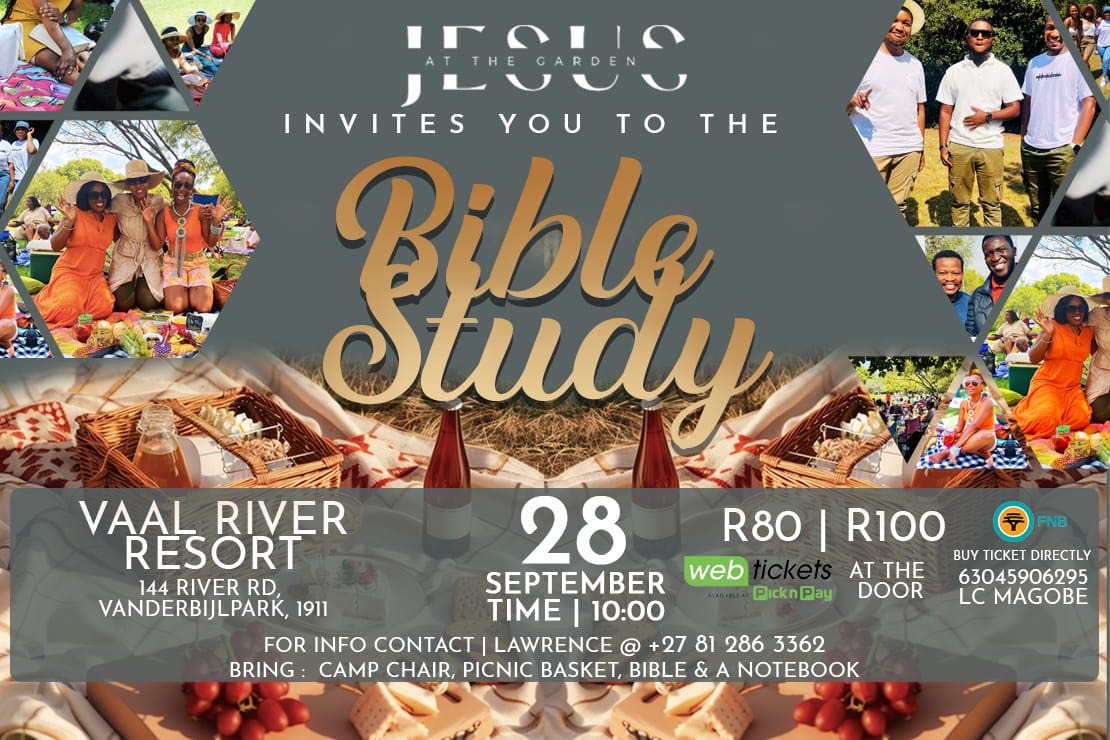 JESUS
AT THE GARDEN
INVITES YOU TO THE
Bible
Study
VAAL RIVER
RESORT
144 RIVER RD,
VANDERBIJLPARK, 1911
28
SEPTEMBER
TIME | 10:00
R80 | R100
webtickets
AVAILABLE AT PicknPay
AT THE
DOOR
FNB
BUY TICKET DIRECTLY
63045906295
LC MAGOBE
FOR INFO CONTACT | LAWRENCE @ +27 81 286 3362
BRING : CAMP CHAIR, PICNIC BASKET, BIBLE & A NOTEBOOK